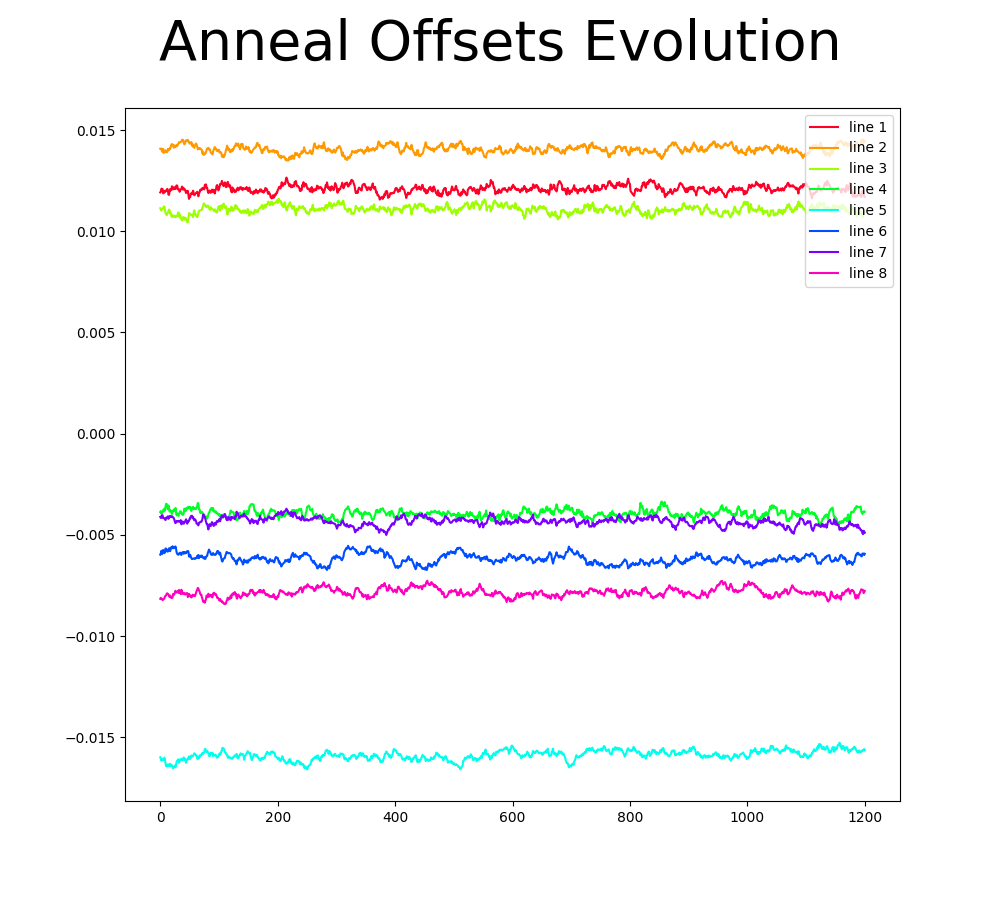 Anneal Offsets Evolution
0.015
0.010
0.005
0.000
−0.005
−0.010
−0.015
0 200 400 600 800 1000 1200
line 1
line 2
line 3
line 4
line 5
line 6
line 7
line 8